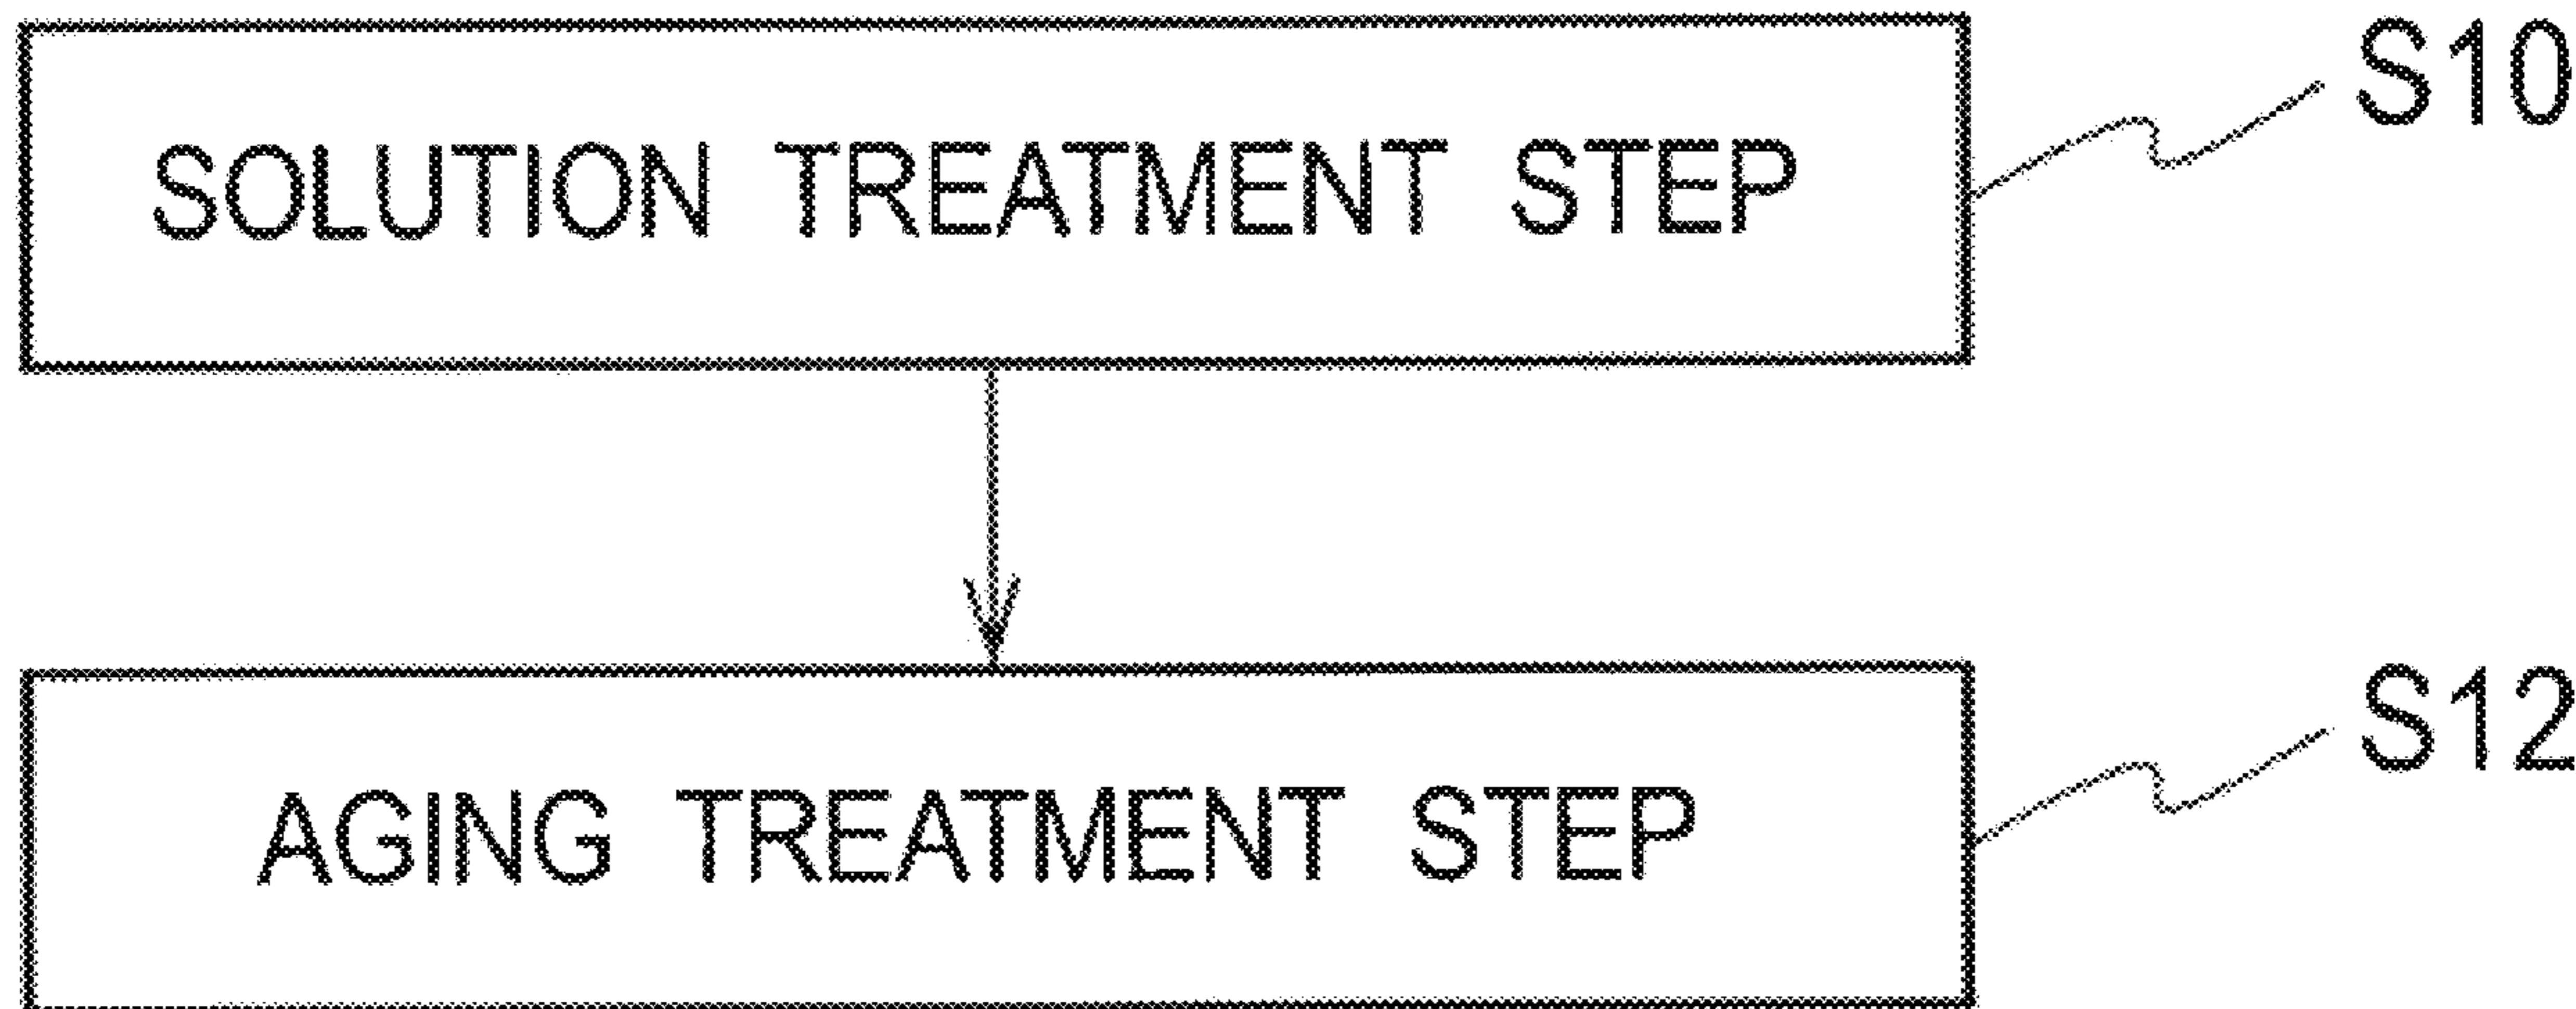 SOLUTION TREATMENT STEP
S10
AGING TREATMENT STEP
S12